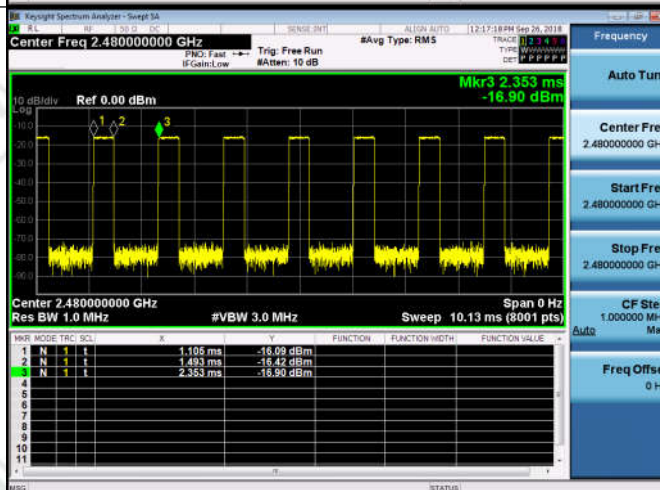 Keysight Spectrum Analyzer - Swept SA
RL RF 50 Ω DC SENSE:INT ALIGN AUTO 12:17:18 PM Sep 26, 2018
Center Freq 2.480000000 GHz
PNO: Fast
IFGain:Low
Trig: Free Run
#Atten: 10 dB
#Avg Type: RMS
TRACE 1 2 3 4 5 6
TYPE W
DET P P P P P P
Mkr3 2.353 ms
-16.90 dBm
10 dB/div Ref 0.00 dBm
Log
-10.0
-20.0
-30.0
-40.0
-50.0
-60.0
-70.0
-80.0
-90.0
1 2 3
Center 2.480000000 GHz Span 0 Hz
Res BW 1.0 MHz #VBW 3.0 MHz Sweep 10.13 ms (8001 pts)
MKR MODE TRC SCL X Y FUNCTION FUNCTION WIDTH FUNCTION VALUE
1 N 1 t 1.105 ms -16.09 dBm
2 N 1 t 1.493 ms -16.42 dBm
3 N 1 t 2.353 ms -16.90 dBm
4
5
6
7
8
9
10
11
MSG STATUS
Frequency
Auto Tun
Center Fre
2.480000000 GH
Start Fre
2.480000000 GH
Stop Fre
2.480000000 GH
CF Ste
1.000000 MH
Auto Ma
Freq Offse
0 H